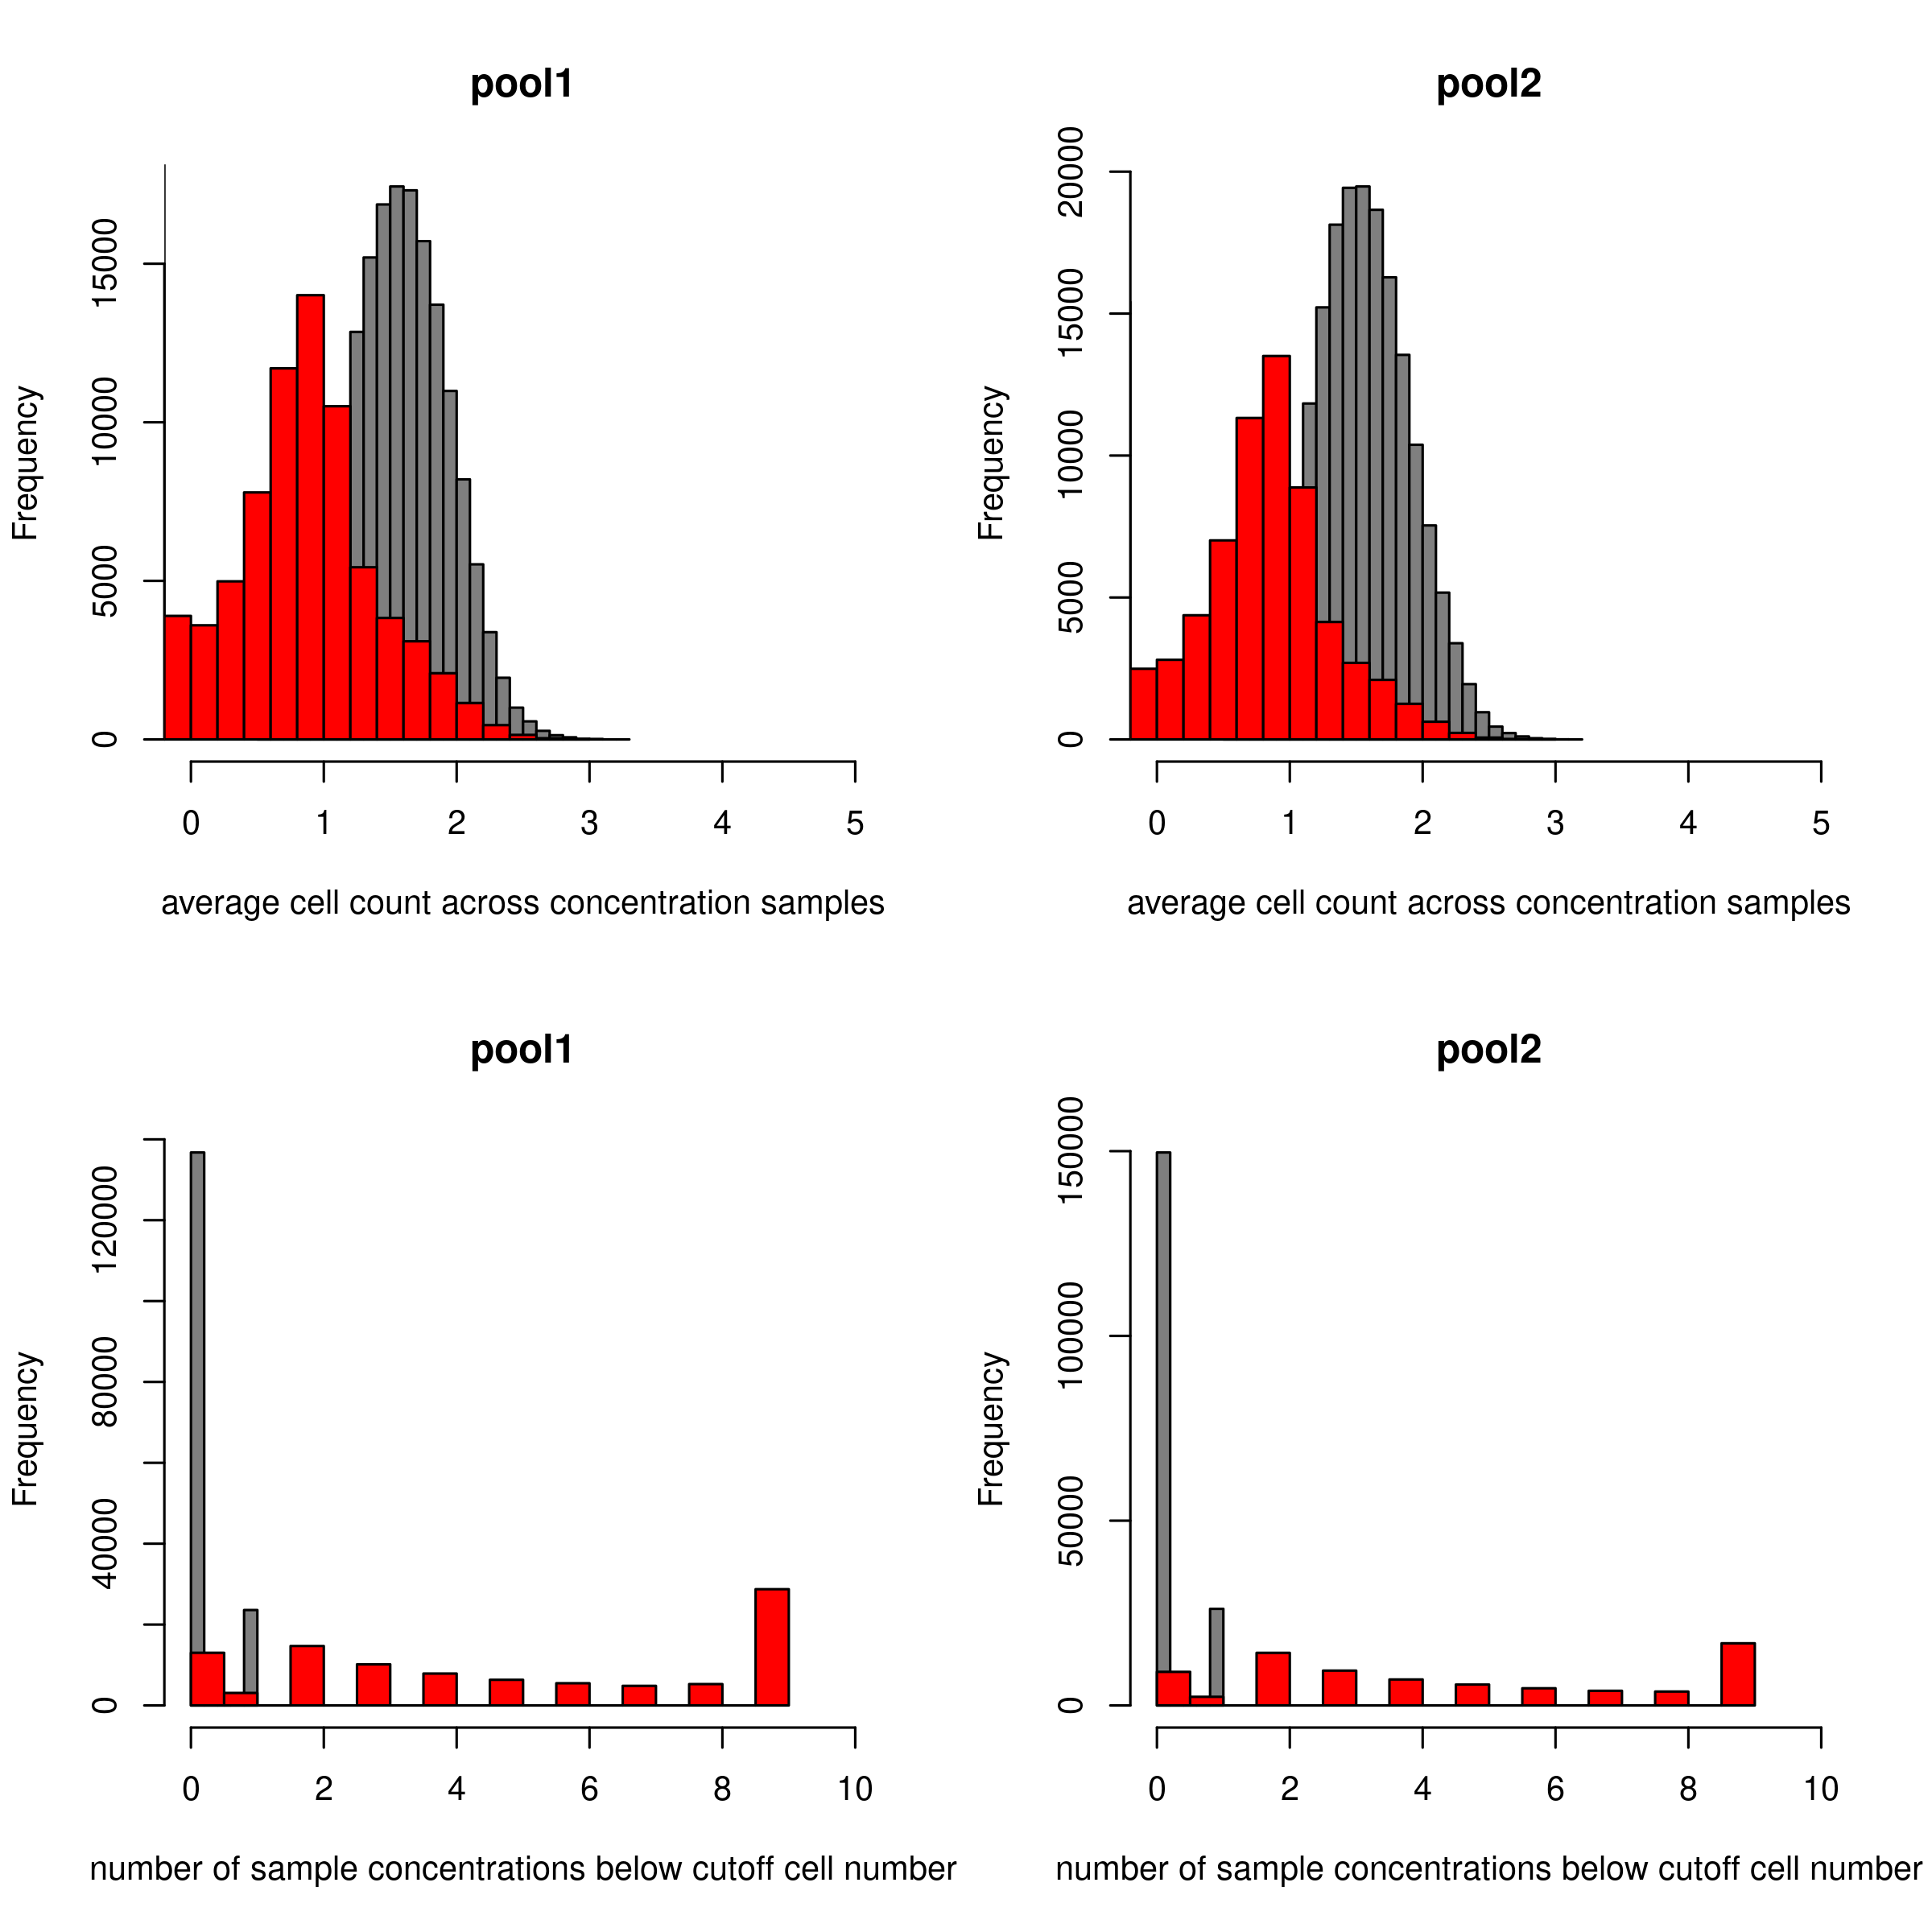 pool1
Frequency
0 5000 10000 15000
0 1 2 3 4 5
average cell count across concentration samples
pool2
Frequency
0 5000 10000 15000 20000
0 1 2 3 4 5
average cell count across concentration samples
pool1
Frequency
0 40000 80000 120000
0 2 4 6 8 10
number of sample concentrations below cutoff cell number
pool2
Frequency
0 50000 100000 150000
0 2 4 6 8 10
number of sample concentrations below cutoff cell number